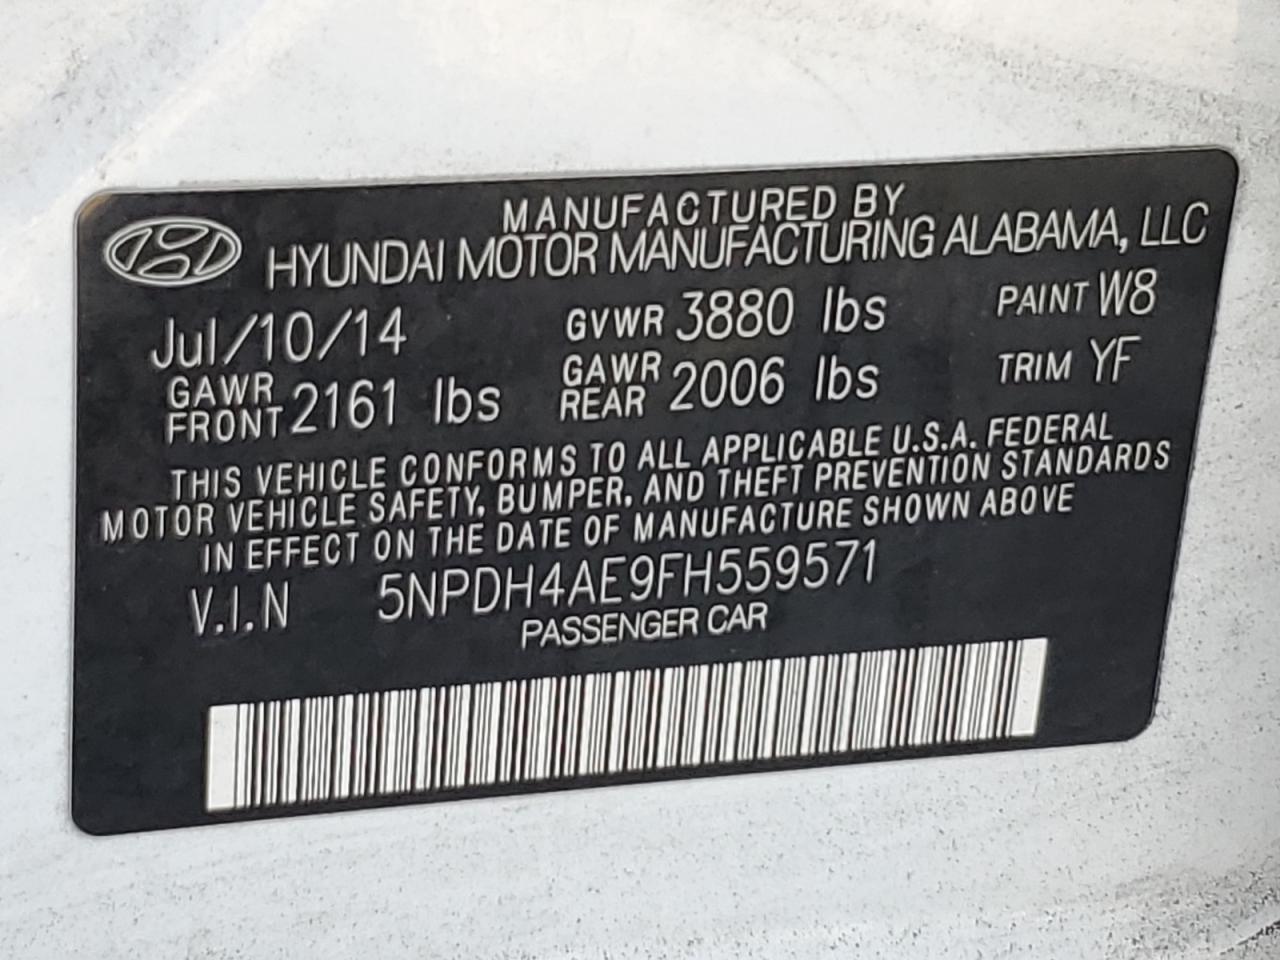 MANUFACTURED BY
HYUNDAI MOTOR MANUFACTURING ALABAMA, LLC
Jul/10/14 GVWR 3880 lbs PAINT W8
GAWR FRONT 2161 lbs GAWR REAR 2006 lbs TRIM YF
THIS VEHICLE CONFORMS TO ALL APPLICABLE U.S.A. FEDERAL
MOTOR VEHICLE SAFETY, BUMPER, AND THEFT PREVENTION STANDARDS
IN EFFECT ON THE DATE OF MANUFACTURE SHOWN ABOVE
V.I.N 5NPDH4AE9FH559571
PASSENGER CAR